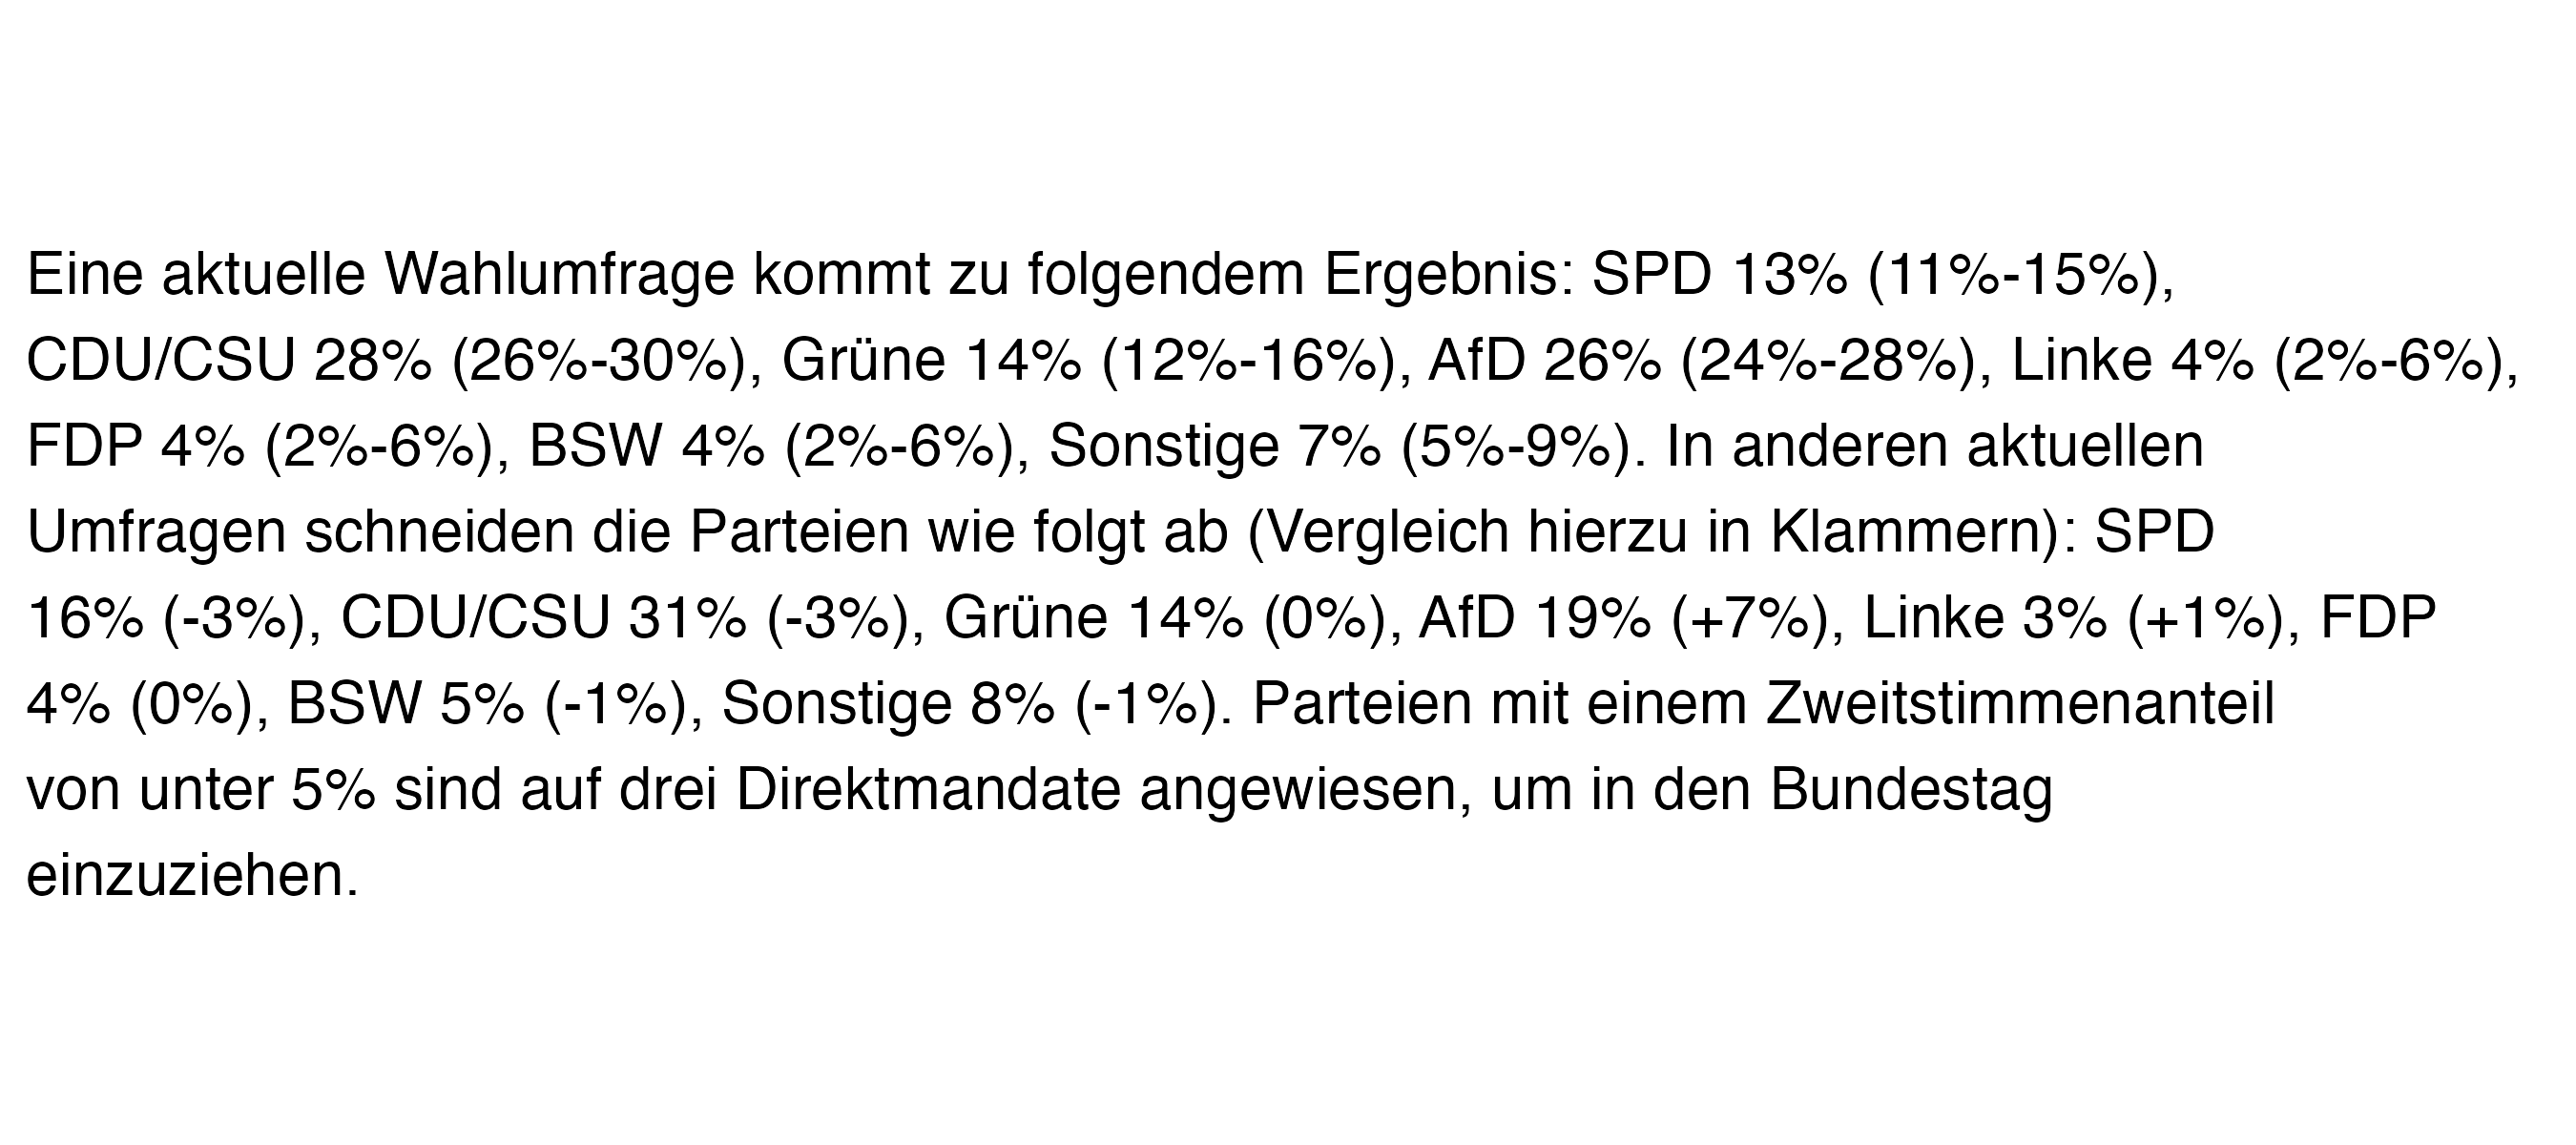 Eine aktuelle Wahlumfrage kommt zu folgendem Ergebnis: SPD 13% (11%-15%),
CDU/CSU 28% (26%-30%), Grüne 14% (12%-16%), AfD 26% (24%-28%), Linke 4% (2%-6%),
FDP 4% (2%-6%), BSW 4% (2%-6%), Sonstige 7% (5%-9%). In anderen aktuellen
Umfragen schneiden die Parteien wie folgt ab (Vergleich hierzu in Klammern): SPD
16% (-3%), CDU/CSU 31% (-3%), Grüne 14% (0%), AfD 19% (+7%), Linke 3% (+1%), FDP
4% (0%), BSW 5% (-1%), Sonstige 8% (-1%). Parteien mit einem Zweitstimmenanteil
von unter 5% sind auf drei Direktmandate angewiesen, um in den Bundestag
einzuziehen.